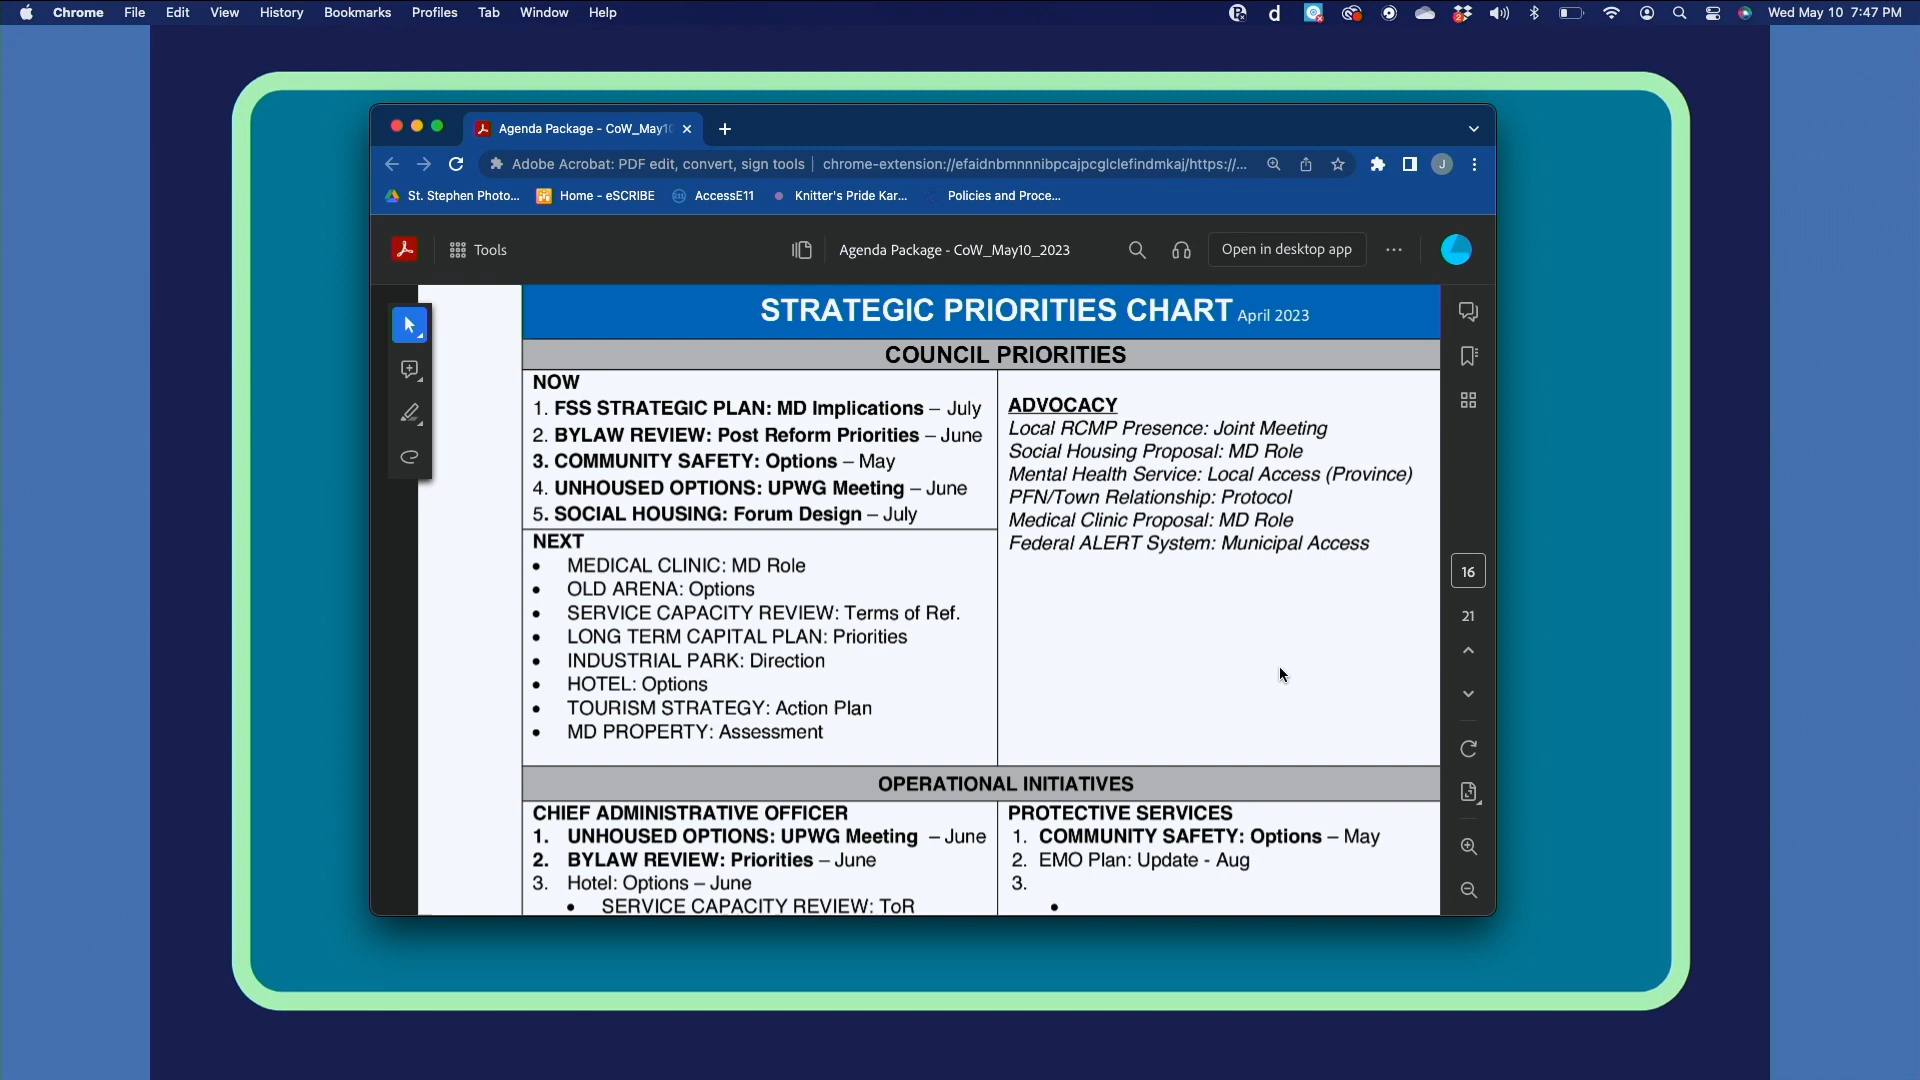 Chrome File Edit View History Bookmarks Profiles Tab Window Help
Wed May 10 7:47 PM
Agenda Package - CoW_May10
Adobe Acrobat: PDF edit, convert, sign tools | chrome-extension://efaidnbmnnnibpcajpcglclefindmkaj/https://...
J
St. Stephen Photo...
Home - eSCRIBE
AccessE11
Knitter's Pride Kar...
Policies and Proce...
Tools
Agenda Package - CoW_May10_2023
Open in desktop app
STRATEGIC PRIORITIES CHART April 2023
COUNCIL PRIORITIES
NOW
1. FSS STRATEGIC PLAN: MD Implications – July
2. BYLAW REVIEW: Post Reform Priorities – June
3. COMMUNITY SAFETY: Options – May
4. UNHOUSED OPTIONS: UPWG Meeting – June
5. SOCIAL HOUSING: Forum Design – July
NEXT
• MEDICAL CLINIC: MD Role
• OLD ARENA: Options
• SERVICE CAPACITY REVIEW: Terms of Ref.
• LONG TERM CAPITAL PLAN: Priorities
• INDUSTRIAL PARK: Direction
• HOTEL: Options
• TOURISM STRATEGY: Action Plan
• MD PROPERTY: Assessment
ADVOCACY
Local RCMP Presence: Joint Meeting
Social Housing Proposal: MD Role
Mental Health Service: Local Access (Province)
PFN/Town Relationship: Protocol
Medical Clinic Proposal: MD Role
Federal ALERT System: Municipal Access
OPERATIONAL INITIATIVES
CHIEF ADMINISTRATIVE OFFICER
1. UNHOUSED OPTIONS: UPWG Meeting – June
2. BYLAW REVIEW: Priorities – June
3. Hotel: Options – June
• SERVICE CAPACITY REVIEW: ToR
PROTECTIVE SERVICES
1. COMMUNITY SAFETY: Options – May
2. EMO Plan: Update - Aug
3.
•
16
21